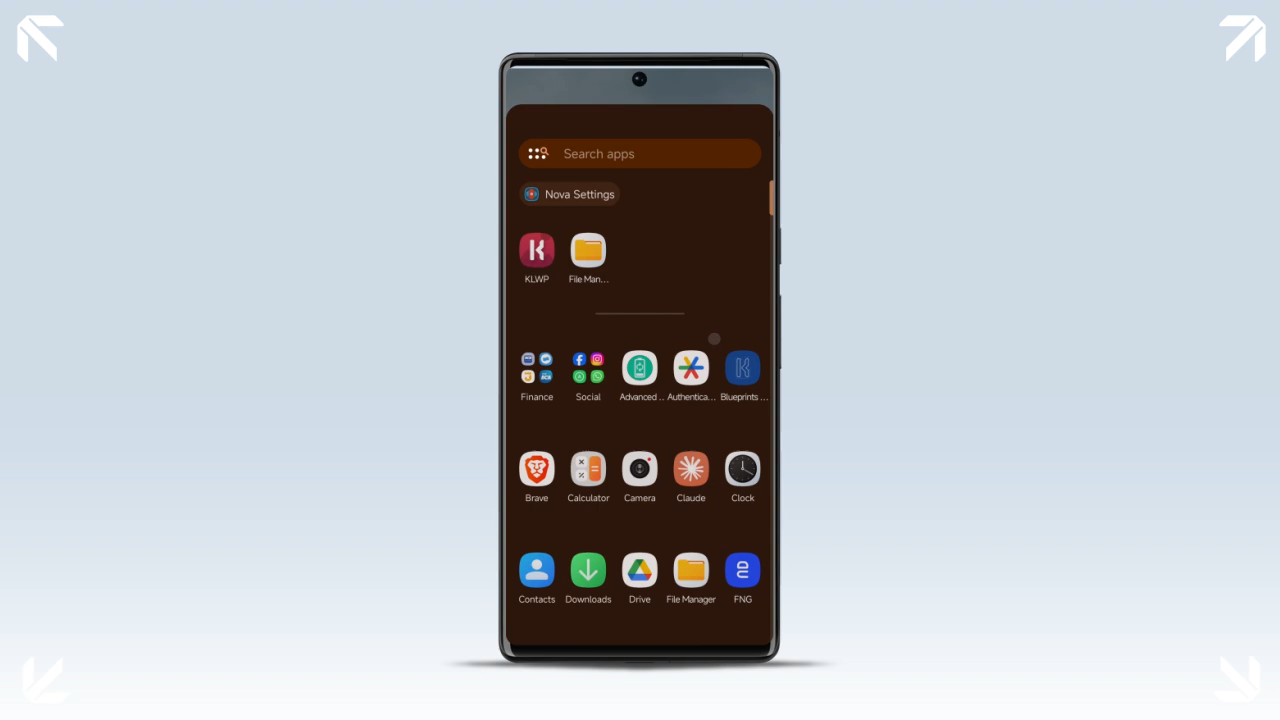 Search apps
Nova Settings
KLWP
File Man...
Finance
Social
Advanced ..
Authentica...
Blueprints ...
Brave
Calculator
Camera
Claude
Clock
Contacts
Downloads
Drive
File Manager
FNG